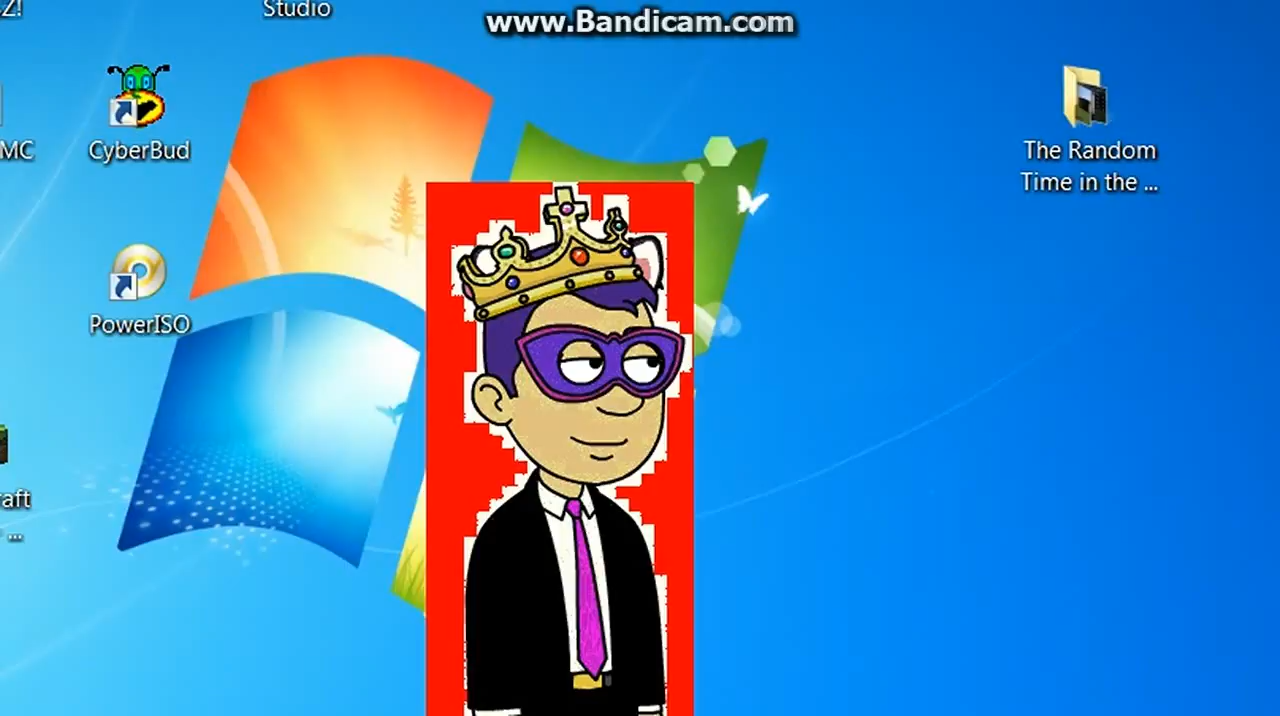 www.Bandicam.com
Z!
Studio
MC
CyberBud
The Random
Time in the ...
PowerISO
raft
...